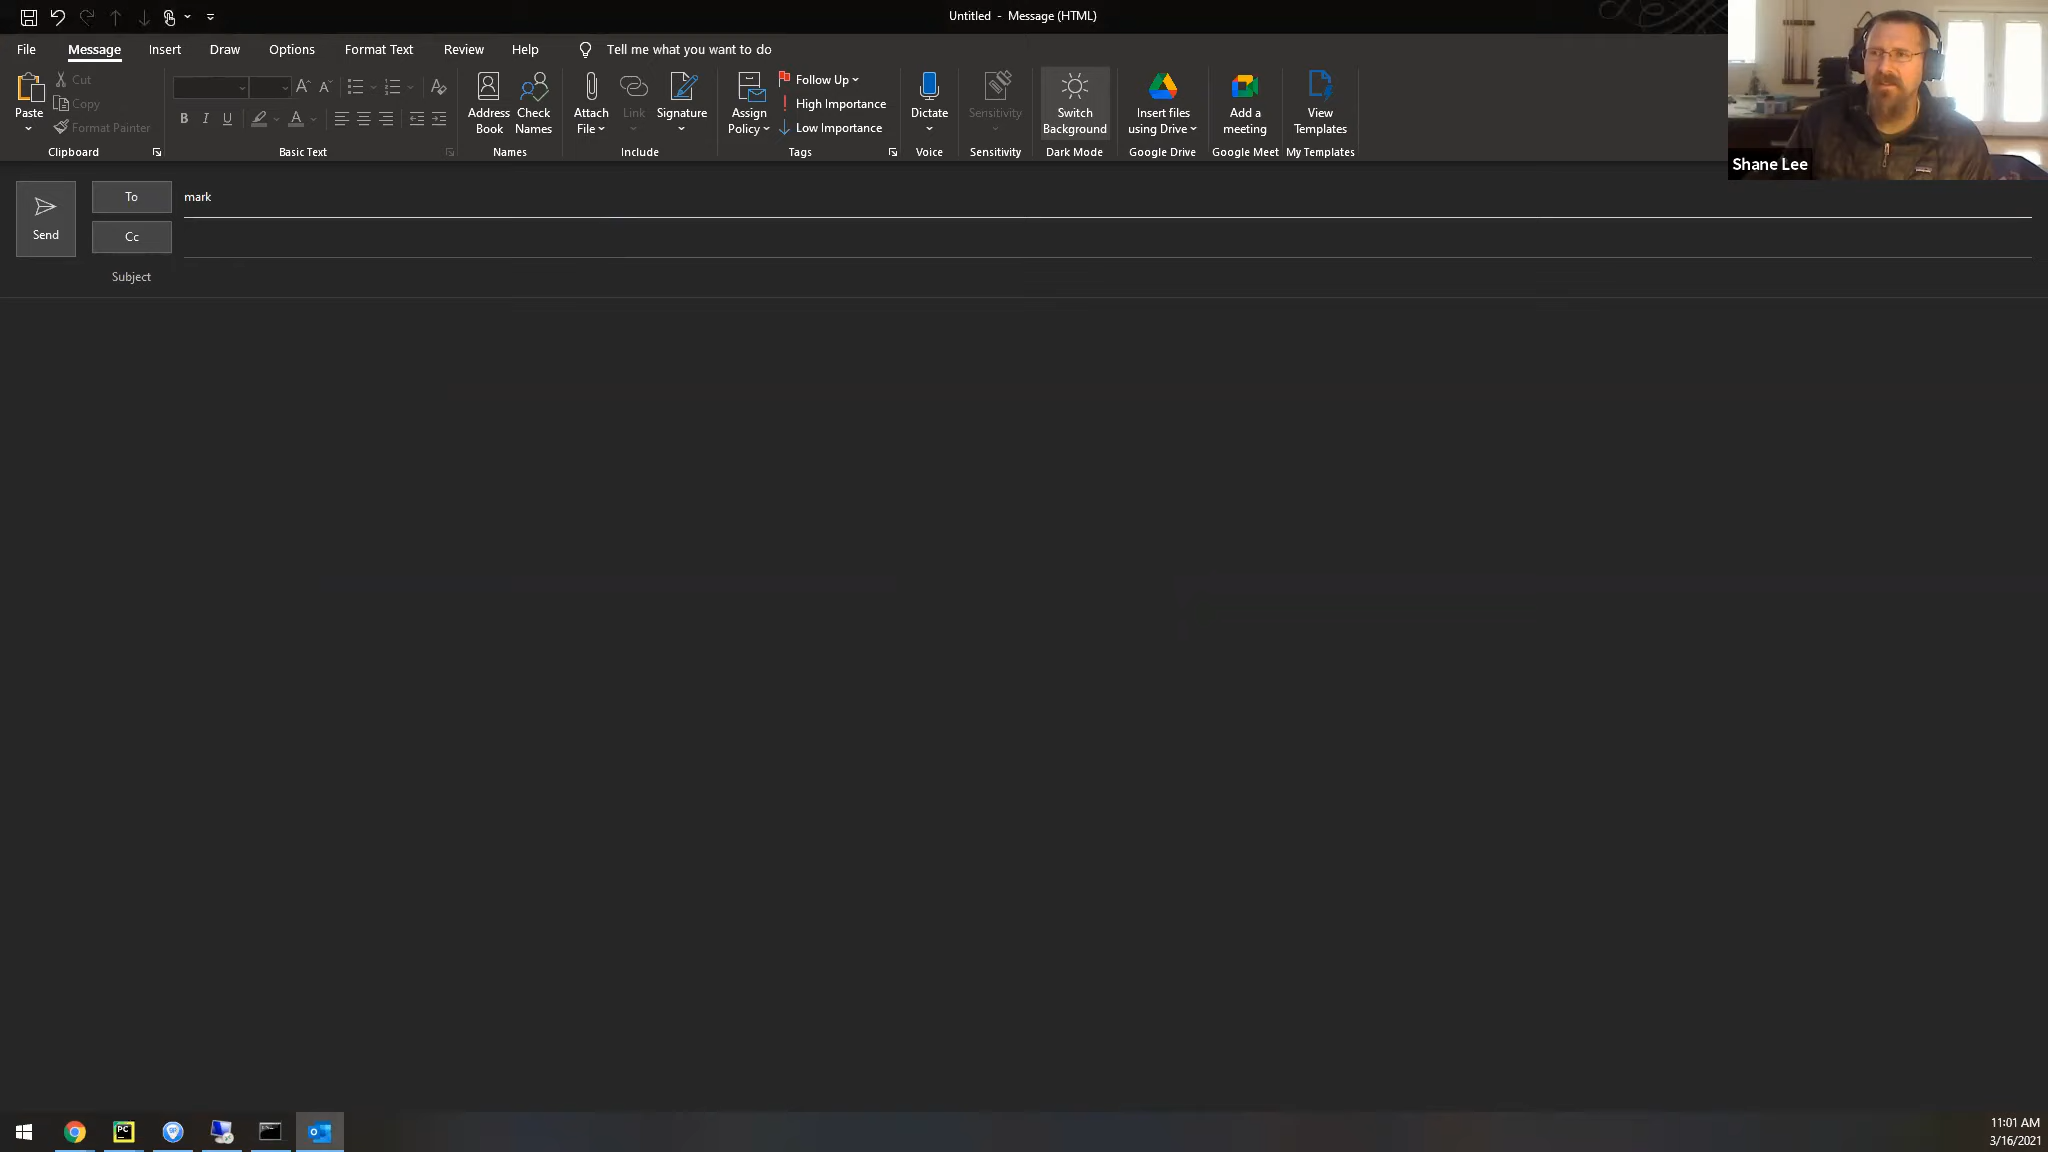 Untitled - Message (HTML)
File Message Insert Draw Options Format Text Review Help Tell me what you want to do
Paste
Cut
Copy
Format Painter
Clipboard
B I U
Basic Text
Address Book
Check Names
Names
Attach File
Link
Signature
Include
Assign Policy
Follow Up
High Importance
Low Importance
Tags
Dictate
Voice
Sensitivity
Sensitivity
Switch Background
Dark Mode
Insert files using Drive
Google Drive
Add a meeting
Google Meet
View Templates
My Templates
Shane Lee
Send
To mark
Cc
Subject
PC
11:01 AM
3/16/2021